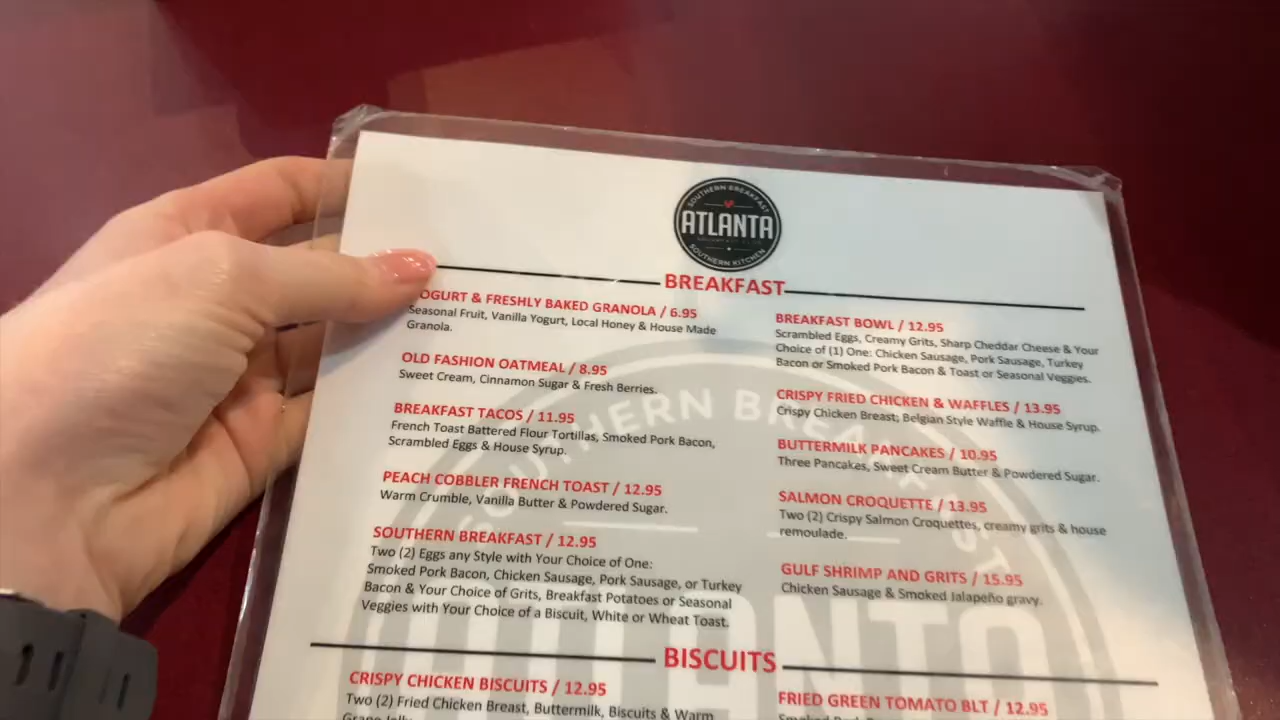 SOUTHERN BREAKFAST
ATLANTA
SOUTHERN KITCHEN
BREAKFAST
OGURT & FRESHLY BAKED GRANOLA / 6.95
Seasonal Fruit, Vanilla Yogurt, Local Honey & House Made
Granola.
OLD FASHION OATMEAL / 8.95
Sweet Cream, Cinnamon Sugar & Fresh Berries.
BREAKFAST TACOS / 11.95
French Toast Battered Flour Tortillas, Smoked Pork Bacon,
Scrambled Eggs & House Syrup.
PEACH COBBLER FRENCH TOAST / 12.95
Warm Crumble, Vanilla Butter & Powdered Sugar.
SOUTHERN BREAKFAST / 12.95
Two (2) Eggs any Style with Your Choice of One:
Smoked Pork Bacon, Chicken Sausage, Pork Sausage, or Turkey
Bacon & Your Choice of Grits, Breakfast Potatoes or Seasonal
Veggies with Your Choice of a Biscuit, White or Wheat Toast.
BREAKFAST BOWL / 12.95
Scrambled Eggs, Creamy Grits, Sharp Cheddar Cheese & Your
Choice of (1) One: Chicken Sausage, Pork Sausage, Turkey
Bacon or Smoked Pork Bacon & Toast or Seasonal Veggies.
CRISPY FRIED CHICKEN & WAFFLES / 13.95
Crispy Chicken Breast; Belgian Style Waffle & House Syrup.
BUTTERMILK PANCAKES / 10.95
Three Pancakes, Sweet Cream Butter & Powdered Sugar.
SALMON CROQUETTE / 13.95
Two (2) Crispy Salmon Croquettes, creamy grits & house
remoulade.
GULF SHRIMP AND GRITS / 15.95
Chicken Sausage & Smoked Jalapeño gravy.
SOUTHERN BREAKFAST
ATLANTA
BISCUITS
CRISPY CHICKEN BISCUITS / 12.95
Two (2) Fried Chicken Breast, Buttermilk, Biscuits & Warm
Grape Jelly
FRIED GREEN TOMATO BLT / 12.95
Smoked